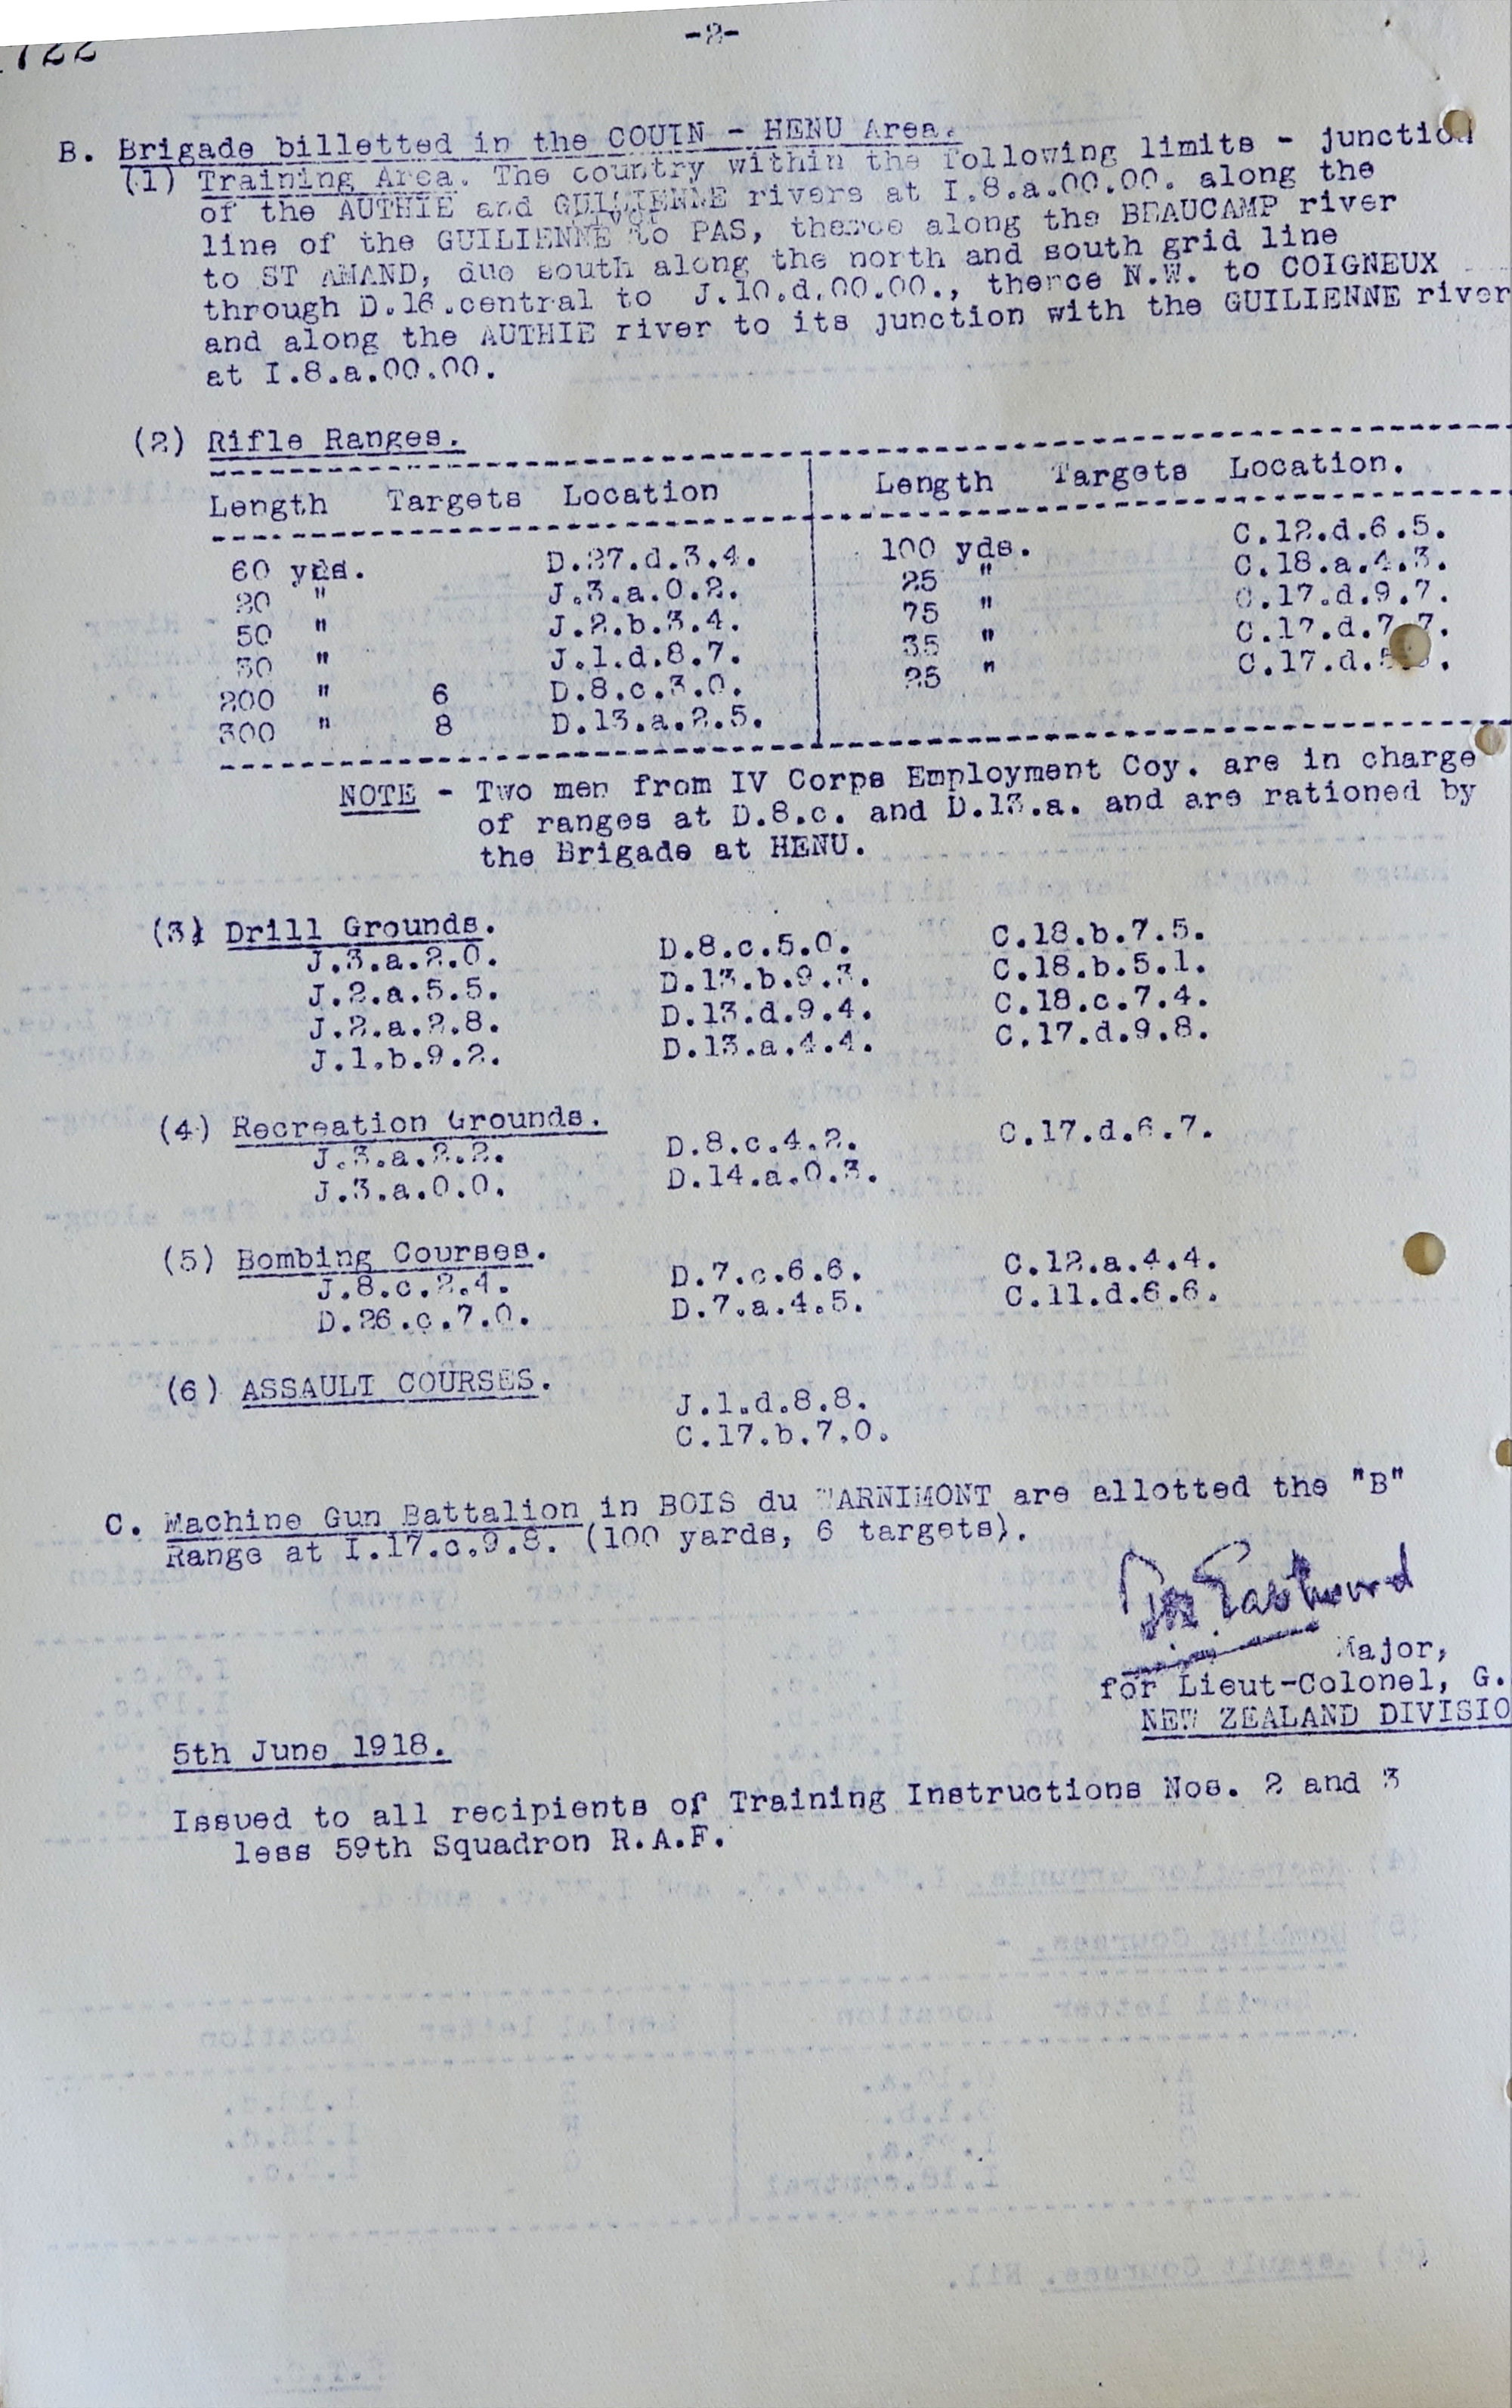 722
-2-
B. Brigade billetted in the COUIN - HENU Area.
(1) Training Area. The country within the following limits - junction
of the AUTHIE and GUILIENNE rivers at I.8.a.00.00. along the
line of the GUILIENNE river to PAS, thence along the BEAUCAMP river
to ST AMAND, due south along the north and south grid line
through D.16.central to J.10.d.00.00., thence N.W. to COIGNEUX
and along the AUTHIE river to its junction with the GUILIENNE river
at I.8.a.00.00.
(2) Rifle Ranges.
Length Targets Location Length Targets Location.
60 yds. D.27.d.3.4. 100 yds. C.12.d.6.5.
20 " J.3.a.0.2. 25 " C.18.a.4.3.
50 " J.2.b.3.4. 75 " C.17.d.9.7.
30 " J.1.d.8.7. 35 " C.17.d.7.7.
200 " 6 D.8.c.3.0. 25 " C.17.d.
300 " 8 D.13.a.2.5.
NOTE - Two men from IV Corps Employment Coy. are in charge
of ranges at D.8.c. and D.13.a. and are rationed by
the Brigade at HENU.
(3) Drill Grounds.
J.3.a.2.0. D.8.c.5.0. C.18.b.7.5.
J.2.a.5.5. D.13.b.9.3. C.18.b.5.1.
J.2.a.2.8. D.13.d.9.4. C.18.c.7.4.
J.1.b.9.2. D.13.a.4.4. C.17.d.9.8.
(4) Recreation Grounds.
J.3.a.2.2. D.8.c.4.2. C.17.d.6.7.
J.3.a.0.0. D.14.a.0.3.
(5) Bombing Courses.
J.8.c.2.4. D.7.c.6.6. C.12.a.4.4.
D.26.c.7.0. D.7.a.4.5. C.11.d.6.6.
(6) ASSAULT COURSES.
J.1.d.8.8.
C.17.b.7.0.
C. Machine Gun Battalion in BOIS du WARNIMONT are allotted the "B"
Range at I.17.c.9.8. (100 yards, 6 targets).
Eastwood
Major,
for Lieut-Colonel, G.
NEW ZEALAND DIVISIO
5th June 1918.
Issued to all recipients of Training Instructions Nos. 2 and 3
less 59th Squadron R.A.F.